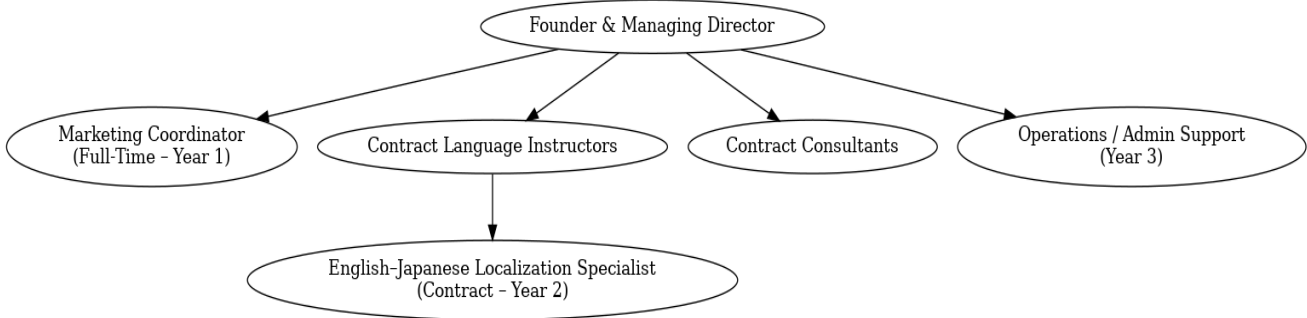 Founder & Managing Director
Marketing Coordinator
(Full-Time – Year 1)
Contract Language Instructors
Contract Consultants
Operations / Admin Support
(Year 3)
English–Japanese Localization Specialist
(Contract – Year 2)